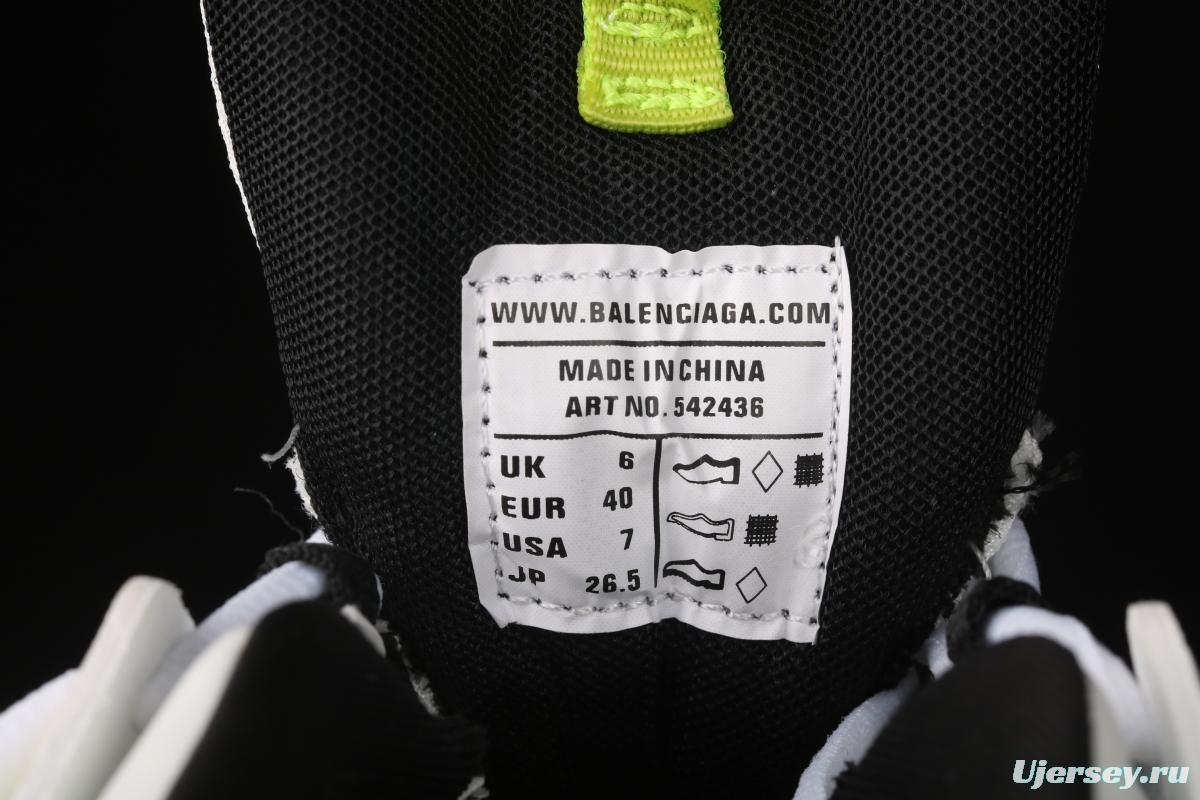 WWW.BALENCIAGA.COM
MADE IN CHINA
ART NO. 542436
UK 6
EUR 40
USA 7
JP 26.5
Ujersey.ru